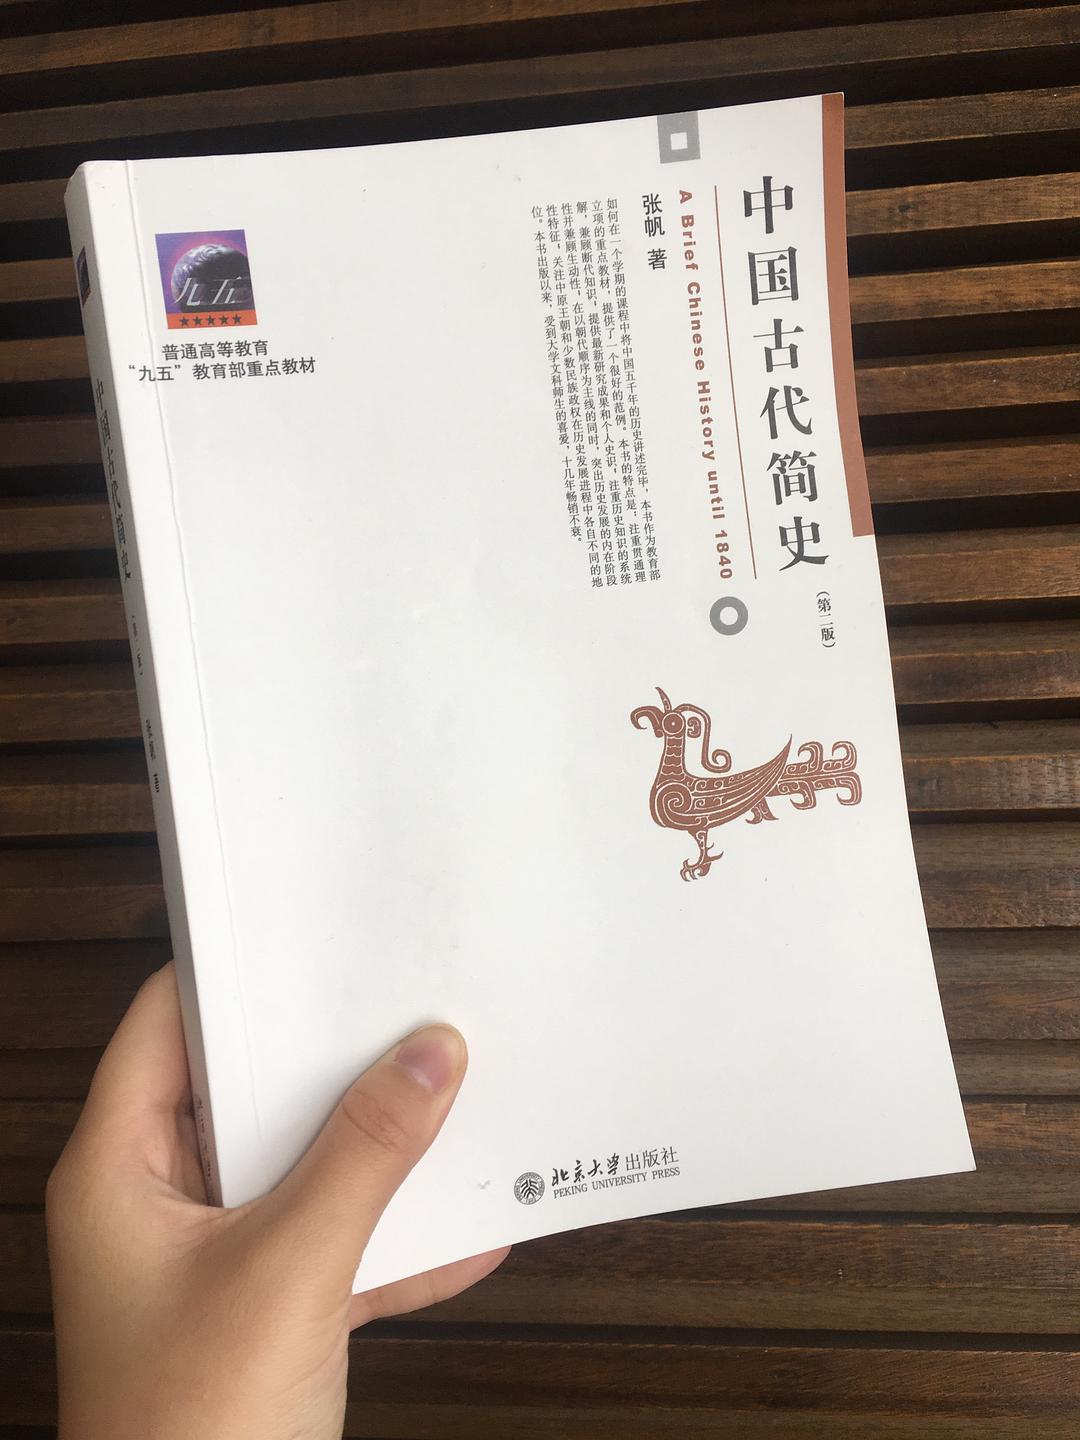 中国古代简史
（第二版）
A Brief Chinese History until 1840
张帆 著
如何在一个学期的课程中将中国五千年的历史讲述完毕，本书作为教育部
立项的重点教材，提供了一个很好的范例。本书的特点是：注重贯通理
解，兼顾断代知识，提供最新研究成果和个人史识，注重历史知识的系统
性并兼顾生动性，在以朝代顺序为主线的同时，突出历史发展的内在阶段
性特征，关注中原王朝和少数民族政权在历史发展进程中各自不同的地
位。本书出版以来，受到大学文科师生的喜爱，十几年畅销不衰。
九五
普通高等教育
“九五”教育部重点教材
北京大学出版社
PEKING UNIVERSITY PRESS
中国古代简史
（第二版）
张帆 著